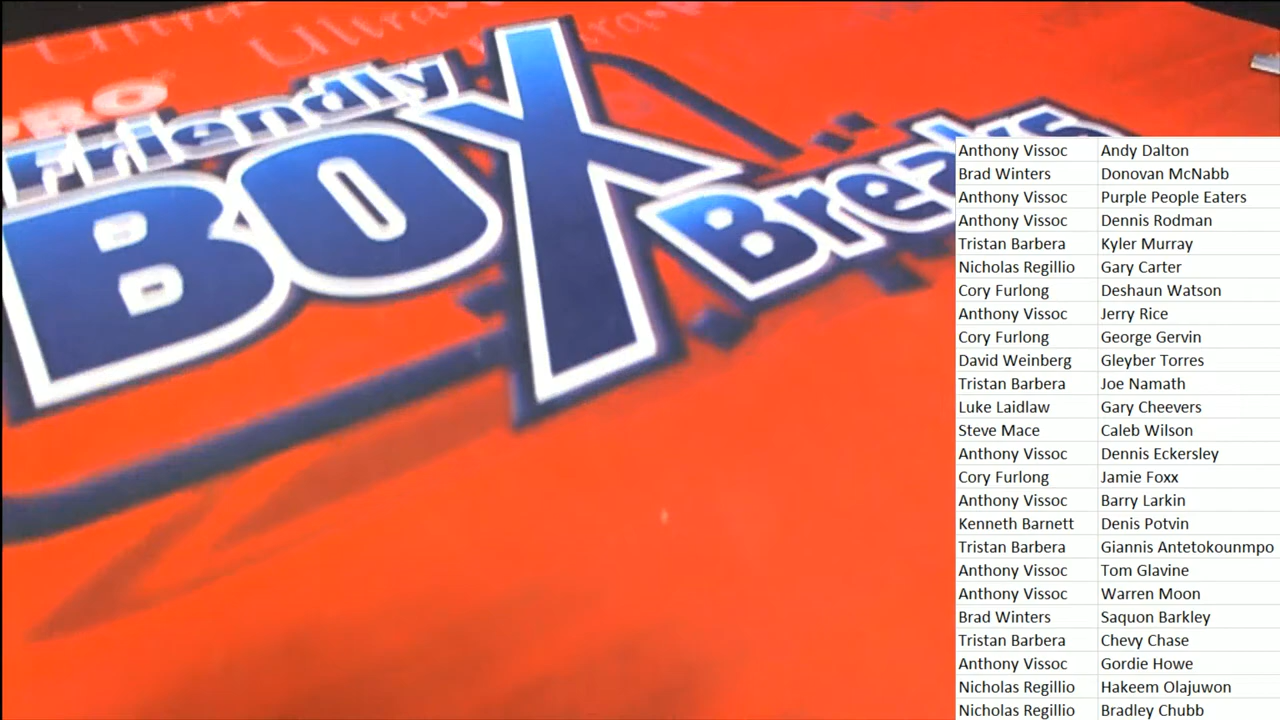 Ultra
Ultra
Ultra
PRO
Friendly
BOX Breaks
Anthony Vissoc Andy Dalton
Brad Winters Donovan McNabb
Anthony Vissoc Purple People Eaters
Anthony Vissoc Dennis Rodman
Tristan Barbera Kyler Murray
Nicholas Regillio Gary Carter
Cory Furlong Deshaun Watson
Anthony Vissoc Jerry Rice
Cory Furlong George Gervin
David Weinberg Gleyber Torres
Tristan Barbera Joe Namath
Luke Laidlaw Gary Cheevers
Steve Mace Caleb Wilson
Anthony Vissoc Dennis Eckersley
Cory Furlong Jamie Foxx
Anthony Vissoc Barry Larkin
Kenneth Barnett Denis Potvin
Tristan Barbera Giannis Antetokounmpo
Anthony Vissoc Tom Glavine
Anthony Vissoc Warren Moon
Brad Winters Saquon Barkley
Tristan Barbera Chevy Chase
Anthony Vissoc Gordie Howe
Nicholas Regillio Hakeem Olajuwon
Nicholas Regillio Bradley Chubb